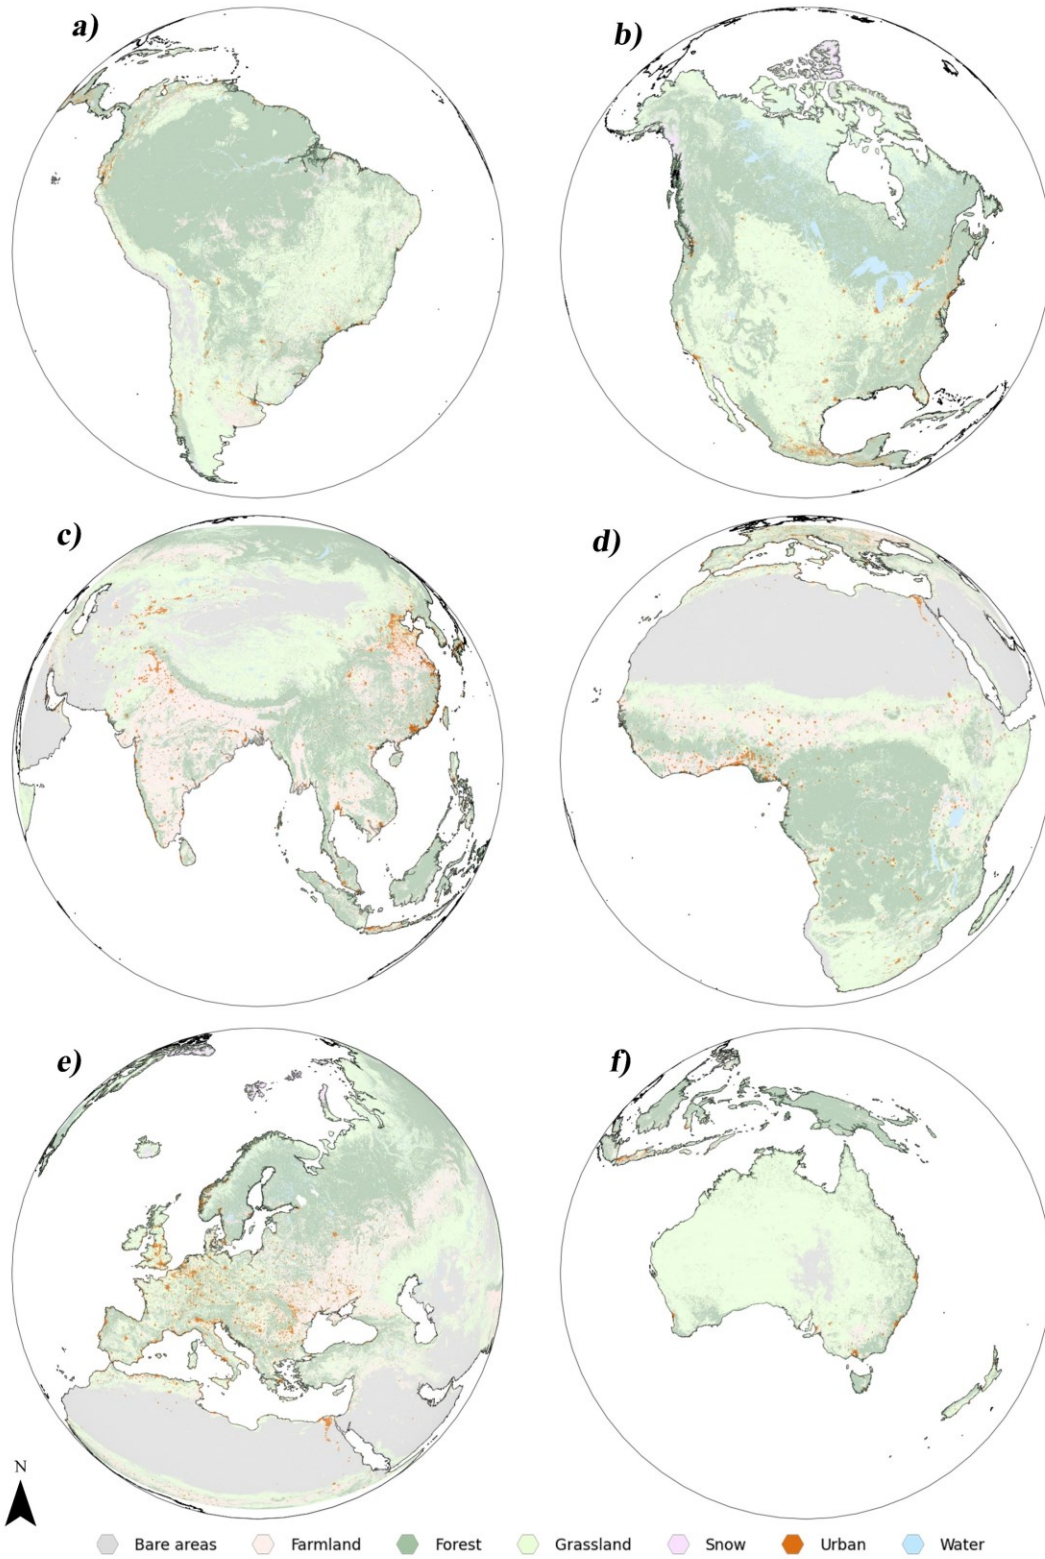 a)
b)
c)
d)
e)
f)
N
Bare areas Farmland Forest Grassland Snow Urban Water